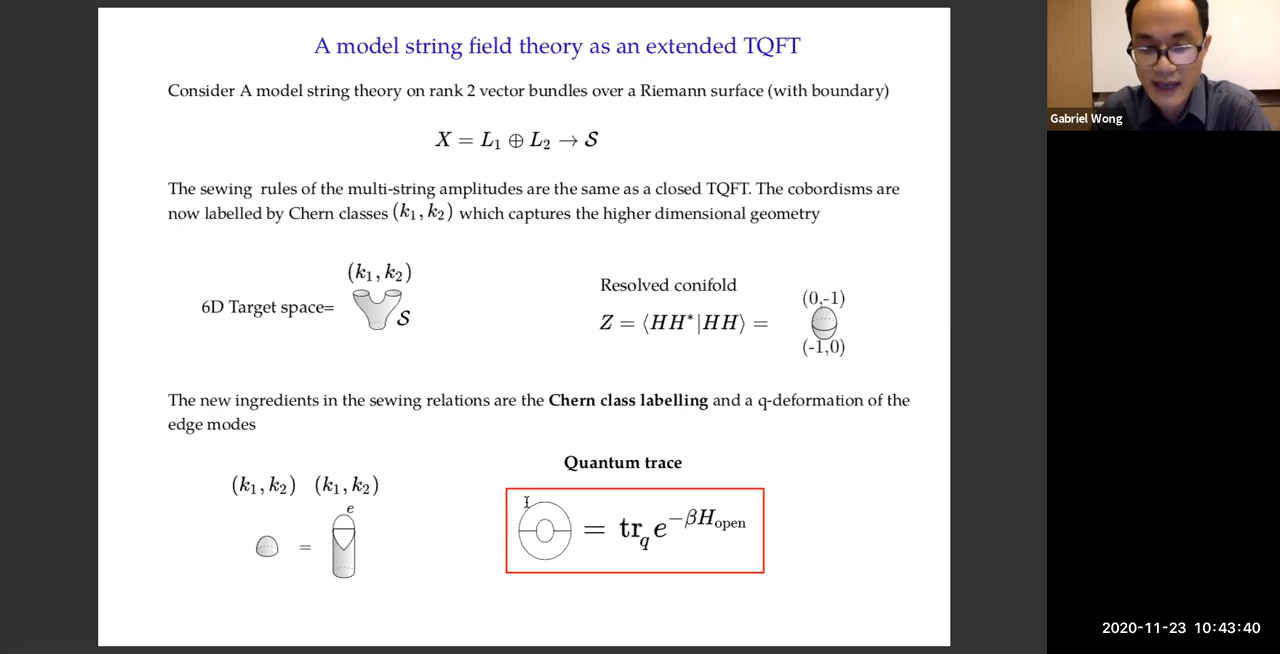 A model string field theory as an extended TQFT
Consider A model string theory on rank 2 vector bundles over a Riemann surface (with boundary)
X = L₁ ⊕ L₂ → 𝒮
The sewing rules of the multi-string amplitudes are the same as a closed TQFT. The cobordisms are
now labelled by Chern classes (k₁, k₂) which captures the higher dimensional geometry
(k₁, k₂)
6D Target space=
𝒮
Resolved conifold
Z = ⟨HH*|HH⟩ =
(0,-1)
(-1,0)
The new ingredients in the sewing relations are the Chern class labelling and a q-deformation of the
edge modes
(k₁, k₂) (k₁, k₂)
e
=
Quantum trace
= tr_q e^{-βH_open}
Gabriel Wong
2020-11-23 10:43:40